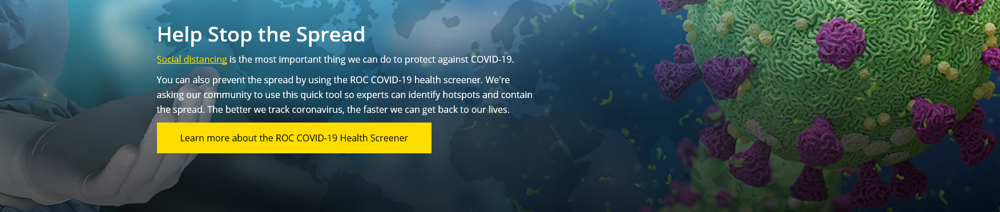 Help Stop the Spread
Social distancing is the most important thing we can do to protect against COVID-19.
You can also prevent the spread by using the ROC COVID-19 health screener. We're
asking our community to use this quick tool so experts can identify hotspots and contain
the spread. The better we track coronavirus, the faster we can get back to our lives.
Learn more about the ROC COVID-19 Health Screener